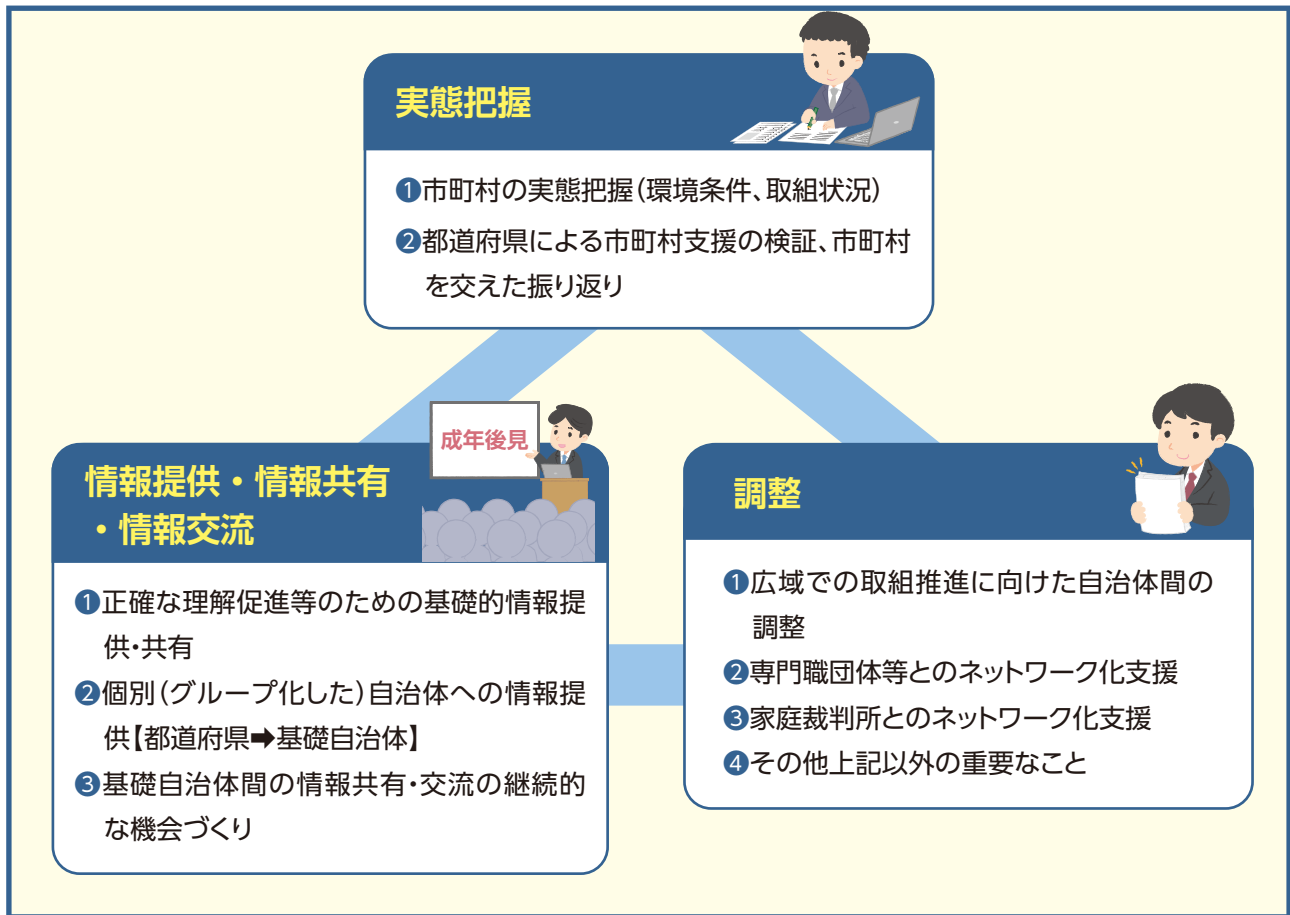 実態把握
❶市町村の実態把握(環境条件、取組状況)
❷都道府県による市町村支援の検証、市町村
を交えた振り返り
成年後見
情報提供・情報共有
・情報交流
❶正確な理解促進等のための基礎的情報提
供・共有
❷個別(グループ化した)自治体への情報提
供【都道府県➡基礎自治体】
❸基礎自治体間の情報共有・交流の継続的
な機会づくり
調整
❶広域での取組推進に向けた自治体間の
調整
❷専門職団体等とのネットワーク化支援
❸家庭裁判所とのネットワーク化支援
❹その他上記以外の重要なこと